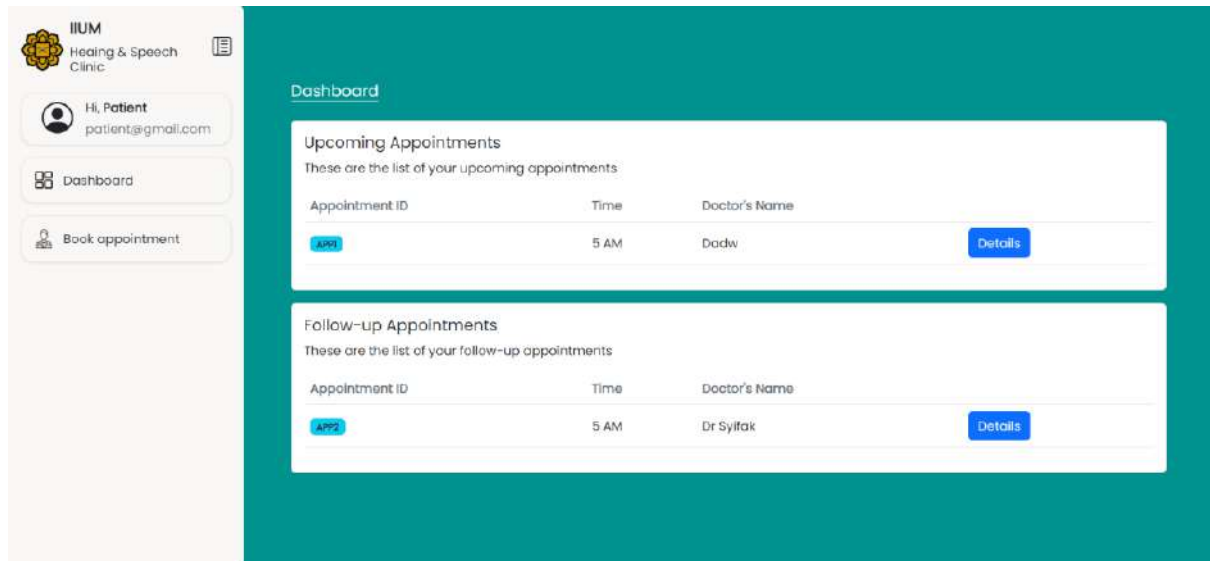 IIUM
Heaing & Speech
Clinic
Hi, Patient
patient@gmail.com
Dashboard
Book appointment
Dashboard
Upcoming Appointments
These are the list of your upcoming appointments
Appointment ID Time Doctor's Name
APP1 5 AM Dadw Details
Follow-up Appointments
These are the list of your follow-up appointments
Appointment ID Time Doctor's Name
APP2 5 AM Dr Syifak Details